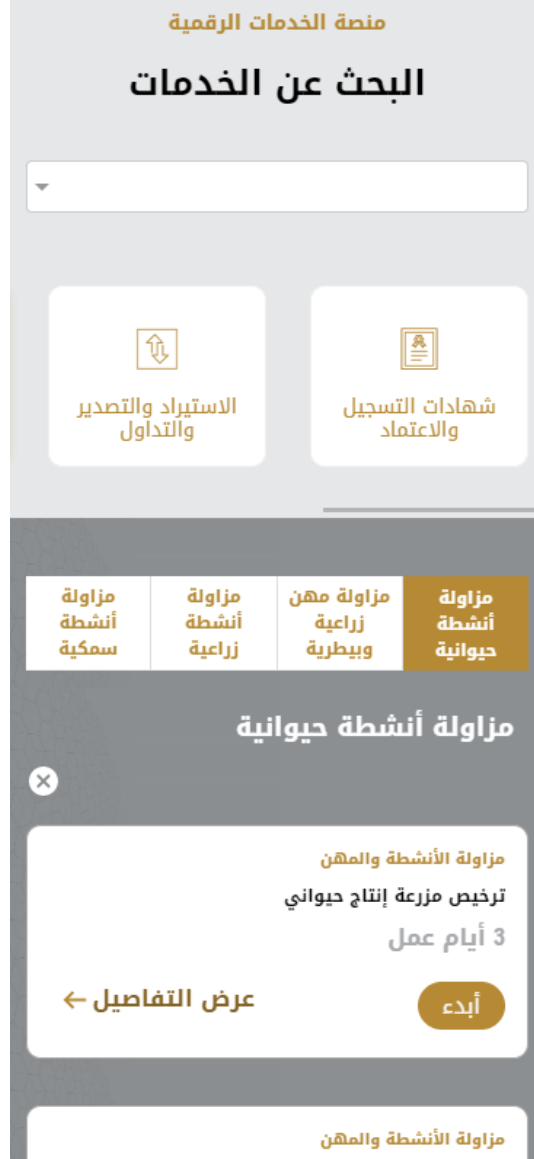 منصة الخدمات الرقمية
البحث عن الخدمات
شهادات التسجيل
والاعتماد
الاستيراد والتصدير
والتداول
مزاولة
أنشطة
حيوانية
مزاولة مهن
زراعية
وبيطرية
مزاولة
أنشطة
زراعية
مزاولة
أنشطة
سمكية
مزاولة أنشطة حيوانية
مزاولة الأنشطة والمهن
ترخيص مزرعة إنتاج حيواني
3 أيام عمل
أبدء
عرض التفاصيل
مزاولة الأنشطة والمهن